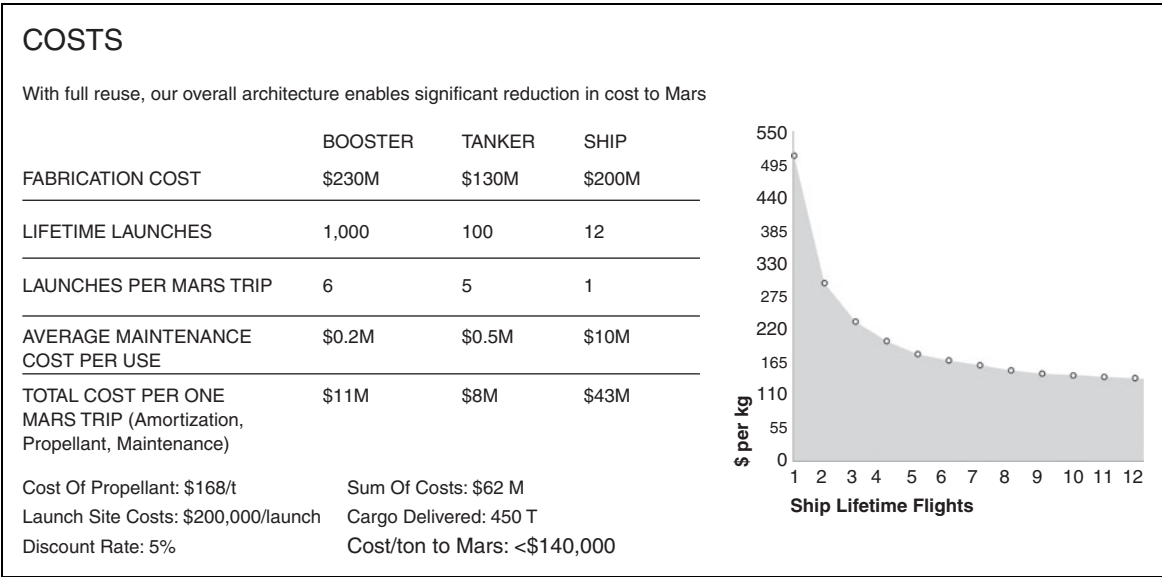 COSTS
With full reuse, our overall architecture enables significant reduction in cost to Mars
BOOSTER TANKER SHIP
FABRICATION COST $230M $130M $200M
LIFETIME LAUNCHES 1,000 100 12
LAUNCHES PER MARS TRIP 6 5 1
AVERAGE MAINTENANCE $0.2M $0.5M $10M
COST PER USE
TOTAL COST PER ONE $11M $8M $43M
MARS TRIP (Amortization,
Propellant, Maintenance)
Cost Of Propellant: $168/t Sum Of Costs: $62 M
Launch Site Costs: $200,000/launch Cargo Delivered: 450 T
Discount Rate: 5% Cost/ton to Mars: <$140,000
550
495
440
385
330
275
220
165
110
55
0
$ per kg
1 2 3 4 5 6 7 8 9 10 11 12
Ship Lifetime Flights